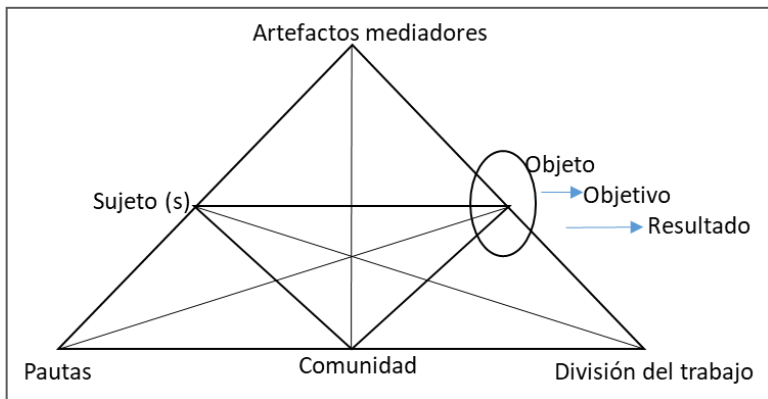 Artefactos mediadores
Objeto
Sujeto (s)
Objetivo
Resultado
Pautas
Comunidad
División del trabajo